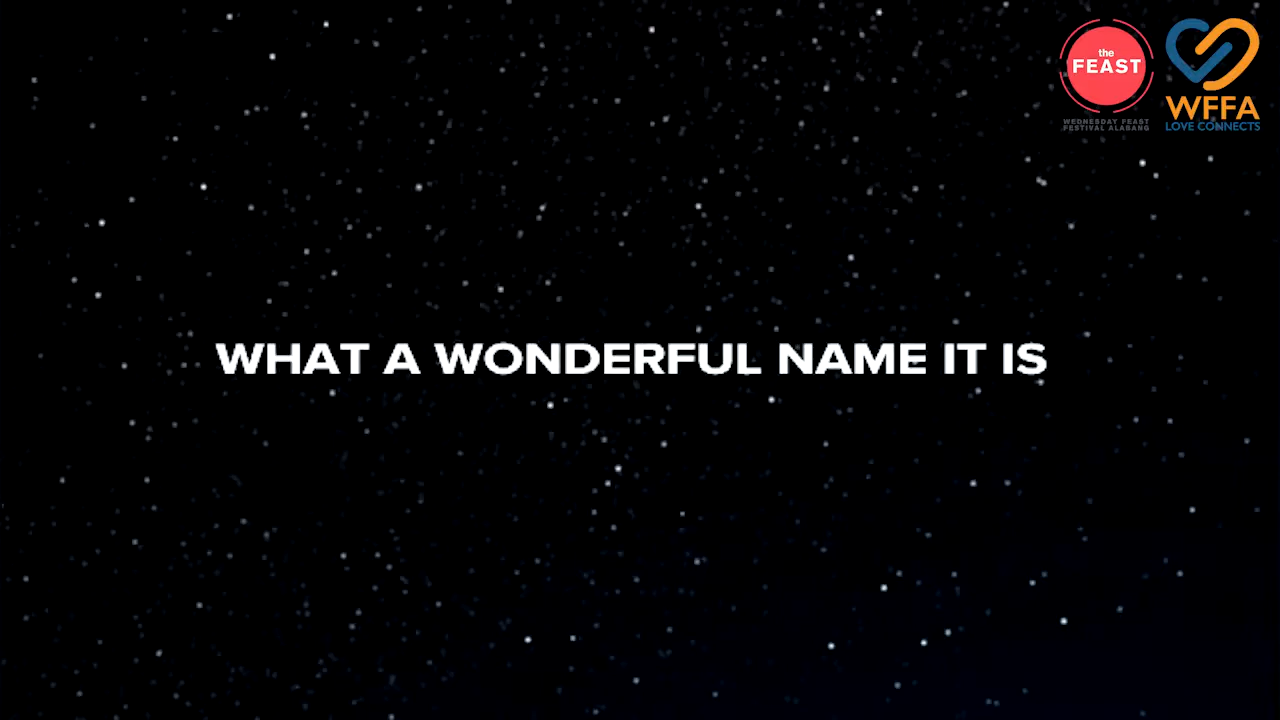 the
FEAST
WEDNESDAY FEAST
FESTIVAL ALABANG
WFFA
LOVE CONNECTS
WHAT A WONDERFUL NAME IT IS